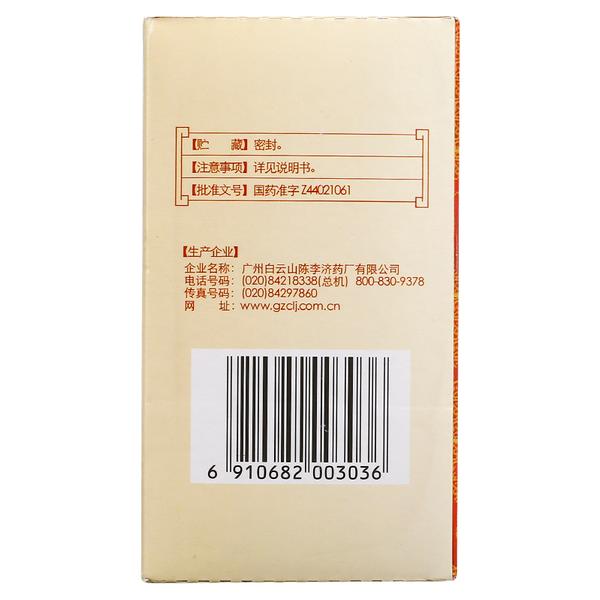 【贮　　藏】密封。
【注意事项】详见说明书。
【批准文号】国药准字Z44021061
【生产企业】
企业名称：广州白云山陈李济药厂有限公司
电话号码：(020)84218338(总机) 800-830-9378
传真号码：(020)84297860
网　　址：www.gzclj.com.cn
6 910682 003036